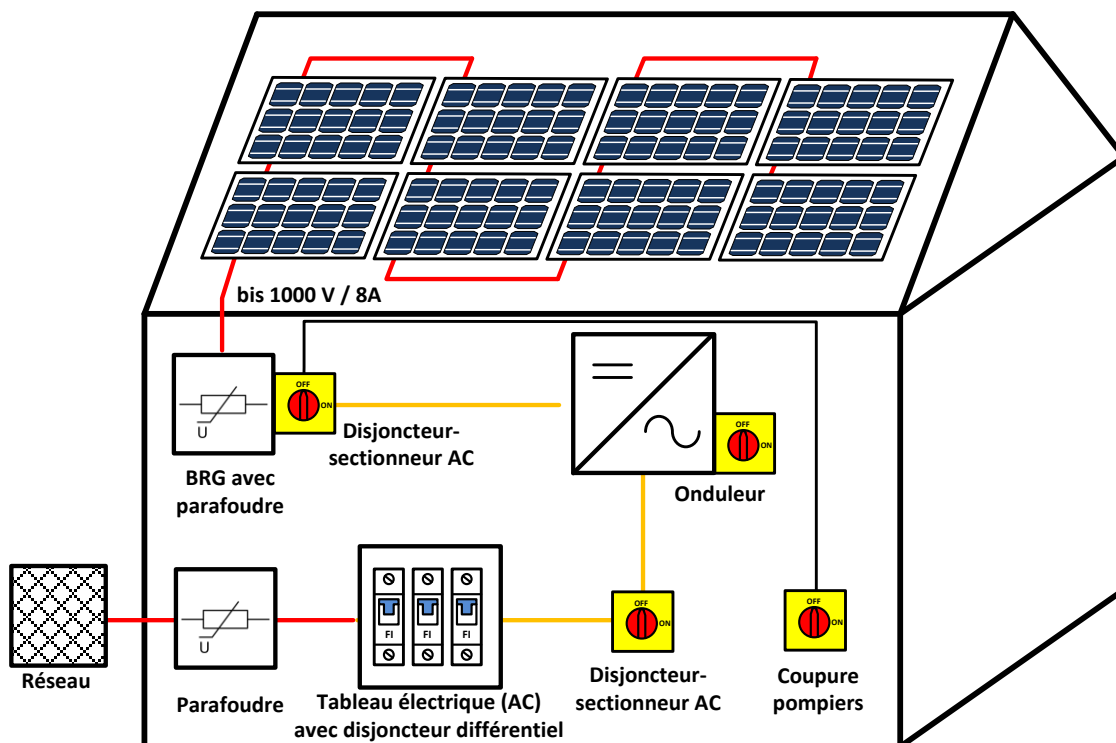 bis 1000 V / 8A
OFF
ON
U
Disjoncteur-
sectionneur AC
BRG avec
parafoudre
OFF
ON
Onduleur
Réseau
U
Parafoudre
FI
FI
FI
Tableau électrique (AC)
avec disjoncteur différentiel
OFF
ON
Disjoncteur-
sectionneur AC
OFF
ON
Coupure
pompiers